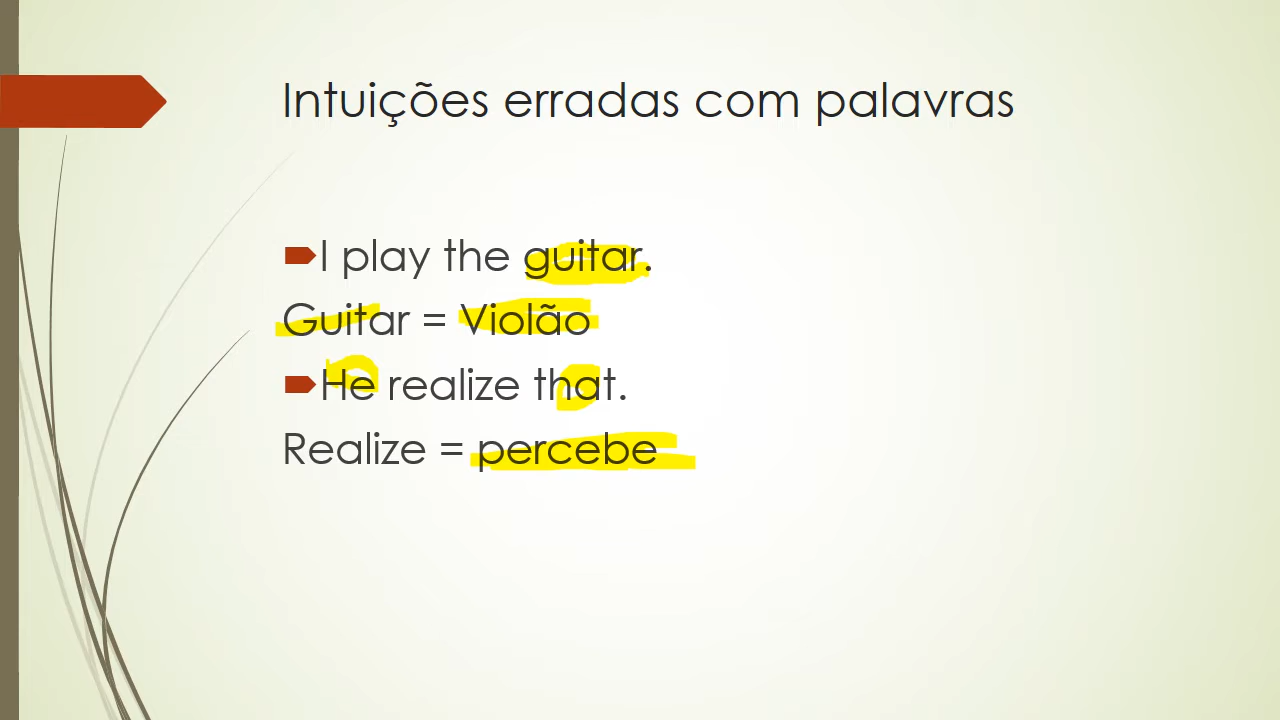 Intuições erradas com palavras
I play the guitar.
Guitar = Violão
He realize that.
Realize = percebe